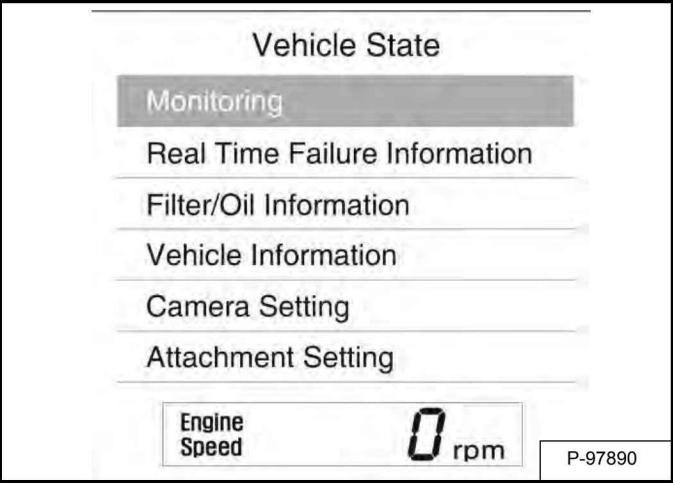 Vehicle State
Monitoring
Real Time Failure Information
Filter/Oil Information
Vehicle Information
Camera Setting
Attachment Setting
Engine
Speed
0 rpm
P-97890